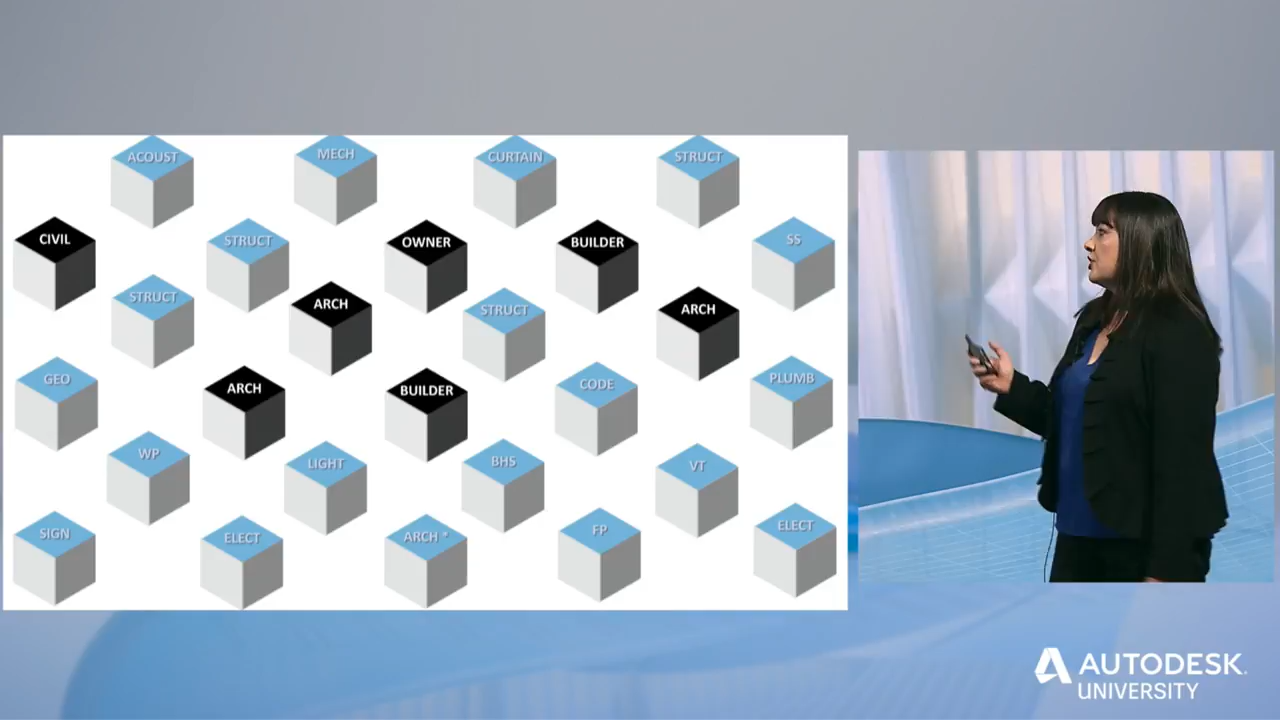 ACOUST
MECH
CURTAIN
STRUCT
CIVIL
STRUCT
OWNER
BUILDER
SS
STRUCT
ARCH
STRUCT
ARCH
GEO
ARCH
BUILDER
CODE
PLUMB
WP
LIGHT
BHS
VT
SIGN
ELECT
ARCH *
FP
ELECT
AUTODESK
UNIVERSITY